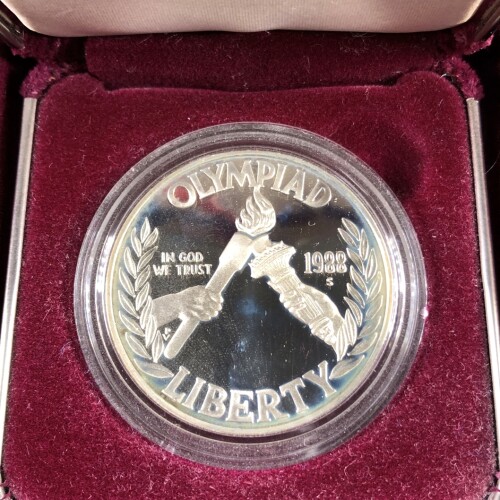 OLYMPIAD
IN GOD
WE TRUST
1988
S
LIBERTY